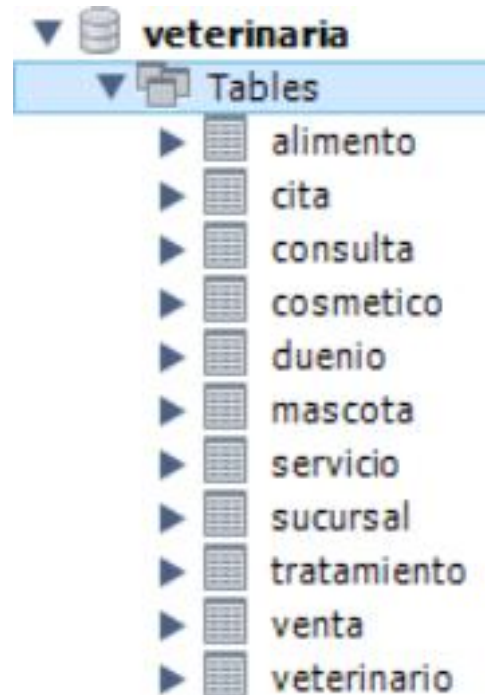 veterinaria
Tables
alimento
cita
consulta
cosmetico
duenio
mascota
servicio
sucursal
tratamiento
venta
veterinario